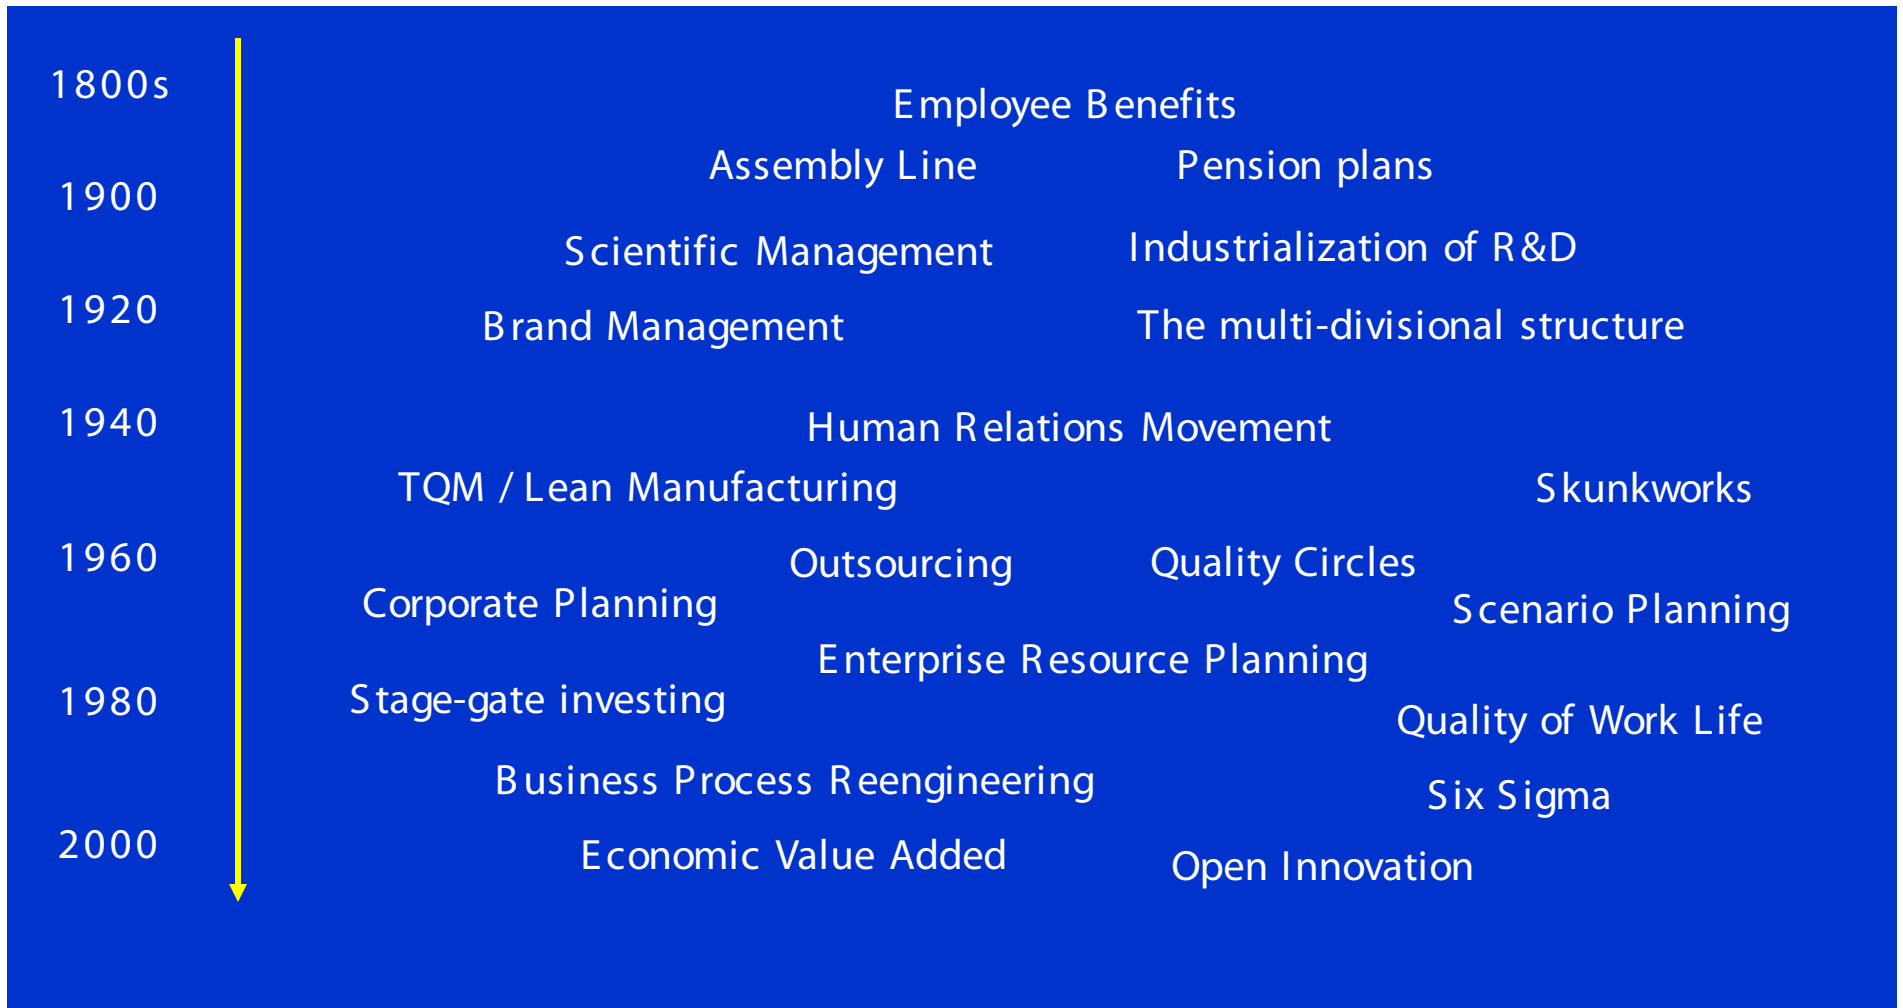 1800s
Employee Benefits
Assembly Line
Pension plans
1900
Scientific Management
Industrialization of R&D
1920
Brand Management
The multi-divisional structure
1940
Human Relations Movement
TQM / Lean Manufacturing
Skunkworks
1960
Outsourcing
Quality Circles
Corporate Planning
Scenario Planning
Enterprise Resource Planning
1980
Stage-gate investing
Quality of Work Life
Business Process Reengineering
Six Sigma
2000
Economic Value Added
Open Innovation